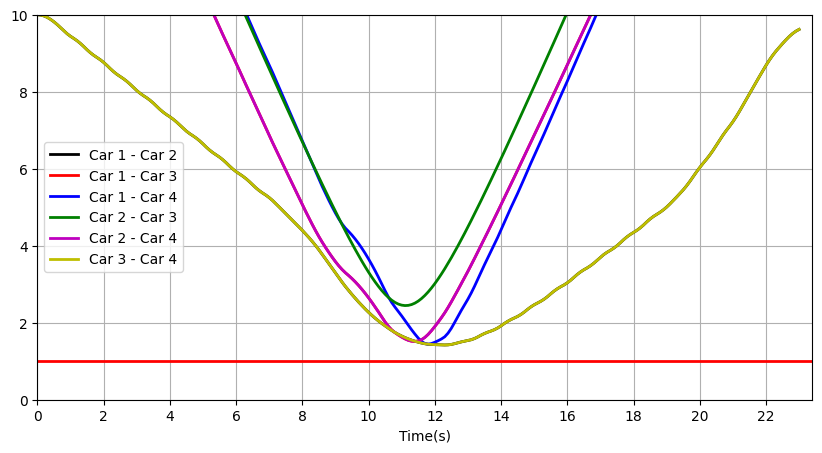 10
8
6
4
2
0
Car 1 - Car 2
Car 1 - Car 3
Car 1 - Car 4
Car 2 - Car 3
Car 2 - Car 4
Car 3 - Car 4
0 2 4 6 8 10 12 14 16 18 20 22
Time(s)